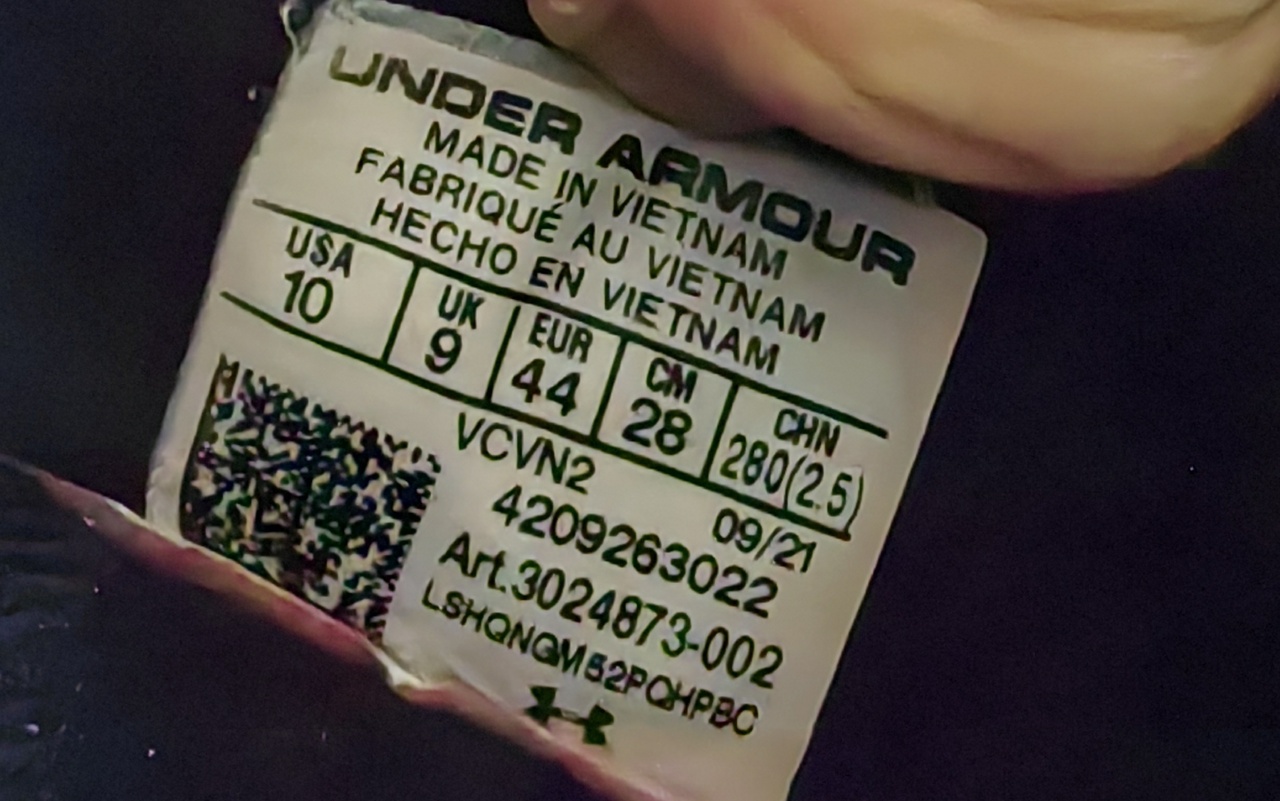 UNDER ARMOUR
MADE IN VIETNAM
FABRIQUÉ AU VIETNAM
HECHO EN VIETNAM
USA UK EUR CM CHN
10 9 44 28 280(2.5)
VCVN2 09/21
4209263022
Art.3024873-002
LSHQNQM52PQHPBC